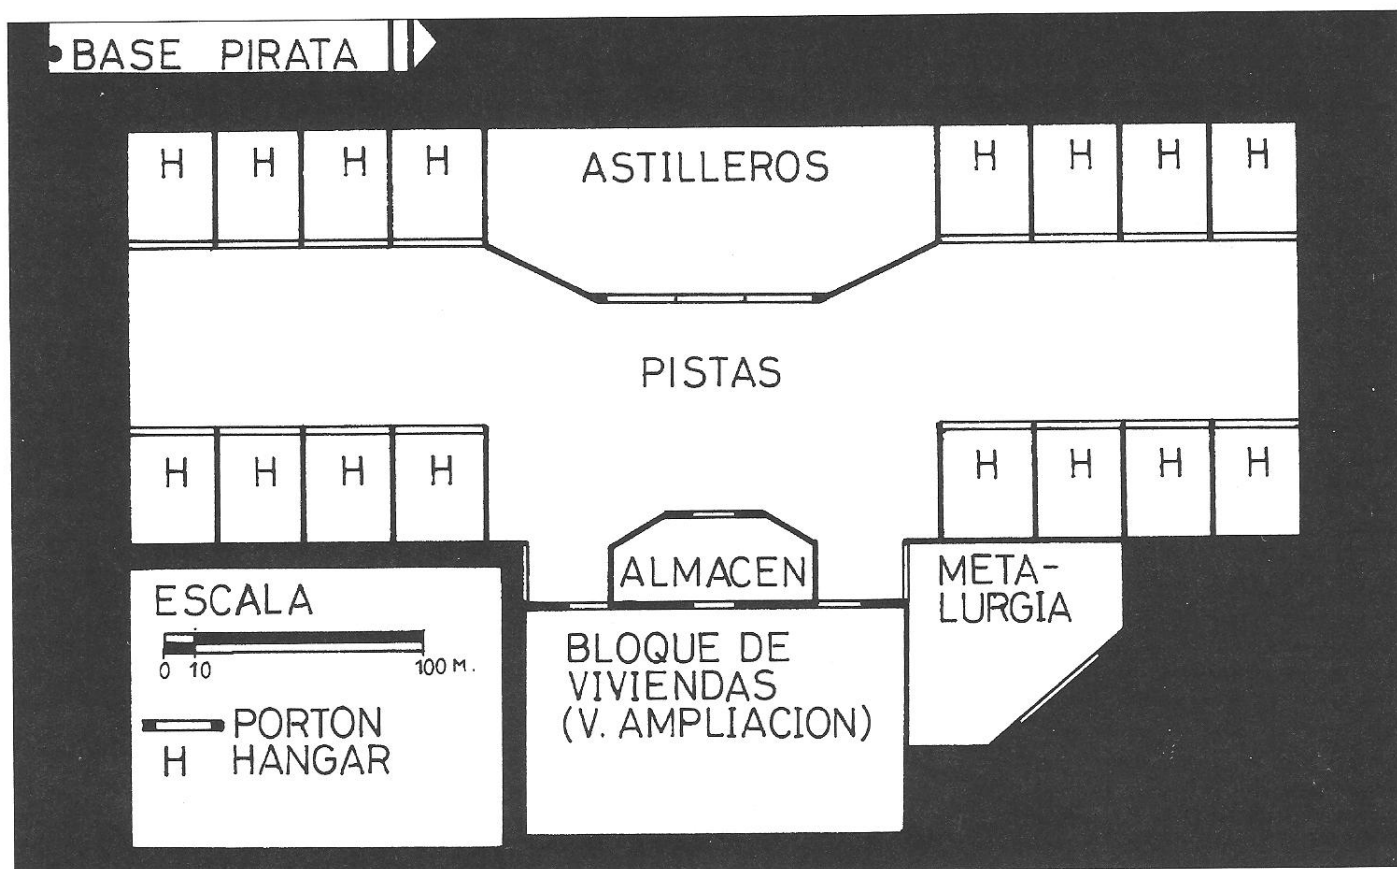 BASE PIRATA
H H H H ASTILLEROS H H H H
PISTAS
H H H H H H H H
ALMACEN
META-
LURGIA
ESCALA
0 10 100 M.
PORTON
H HANGAR
BLOQUE DE
VIVIENDAS
(V. AMPLIACION)